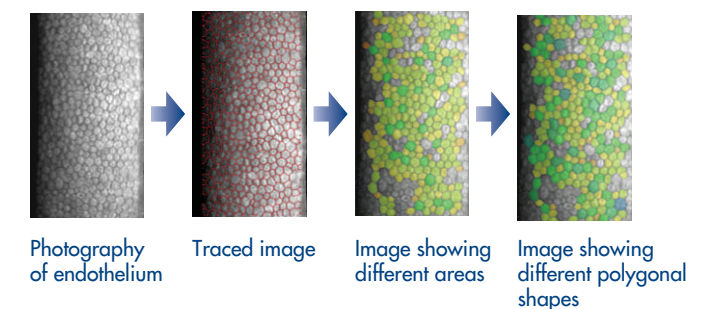 Photography
of endothelium
Traced image
Image showing
different areas
Image showing
different polygonal
shapes